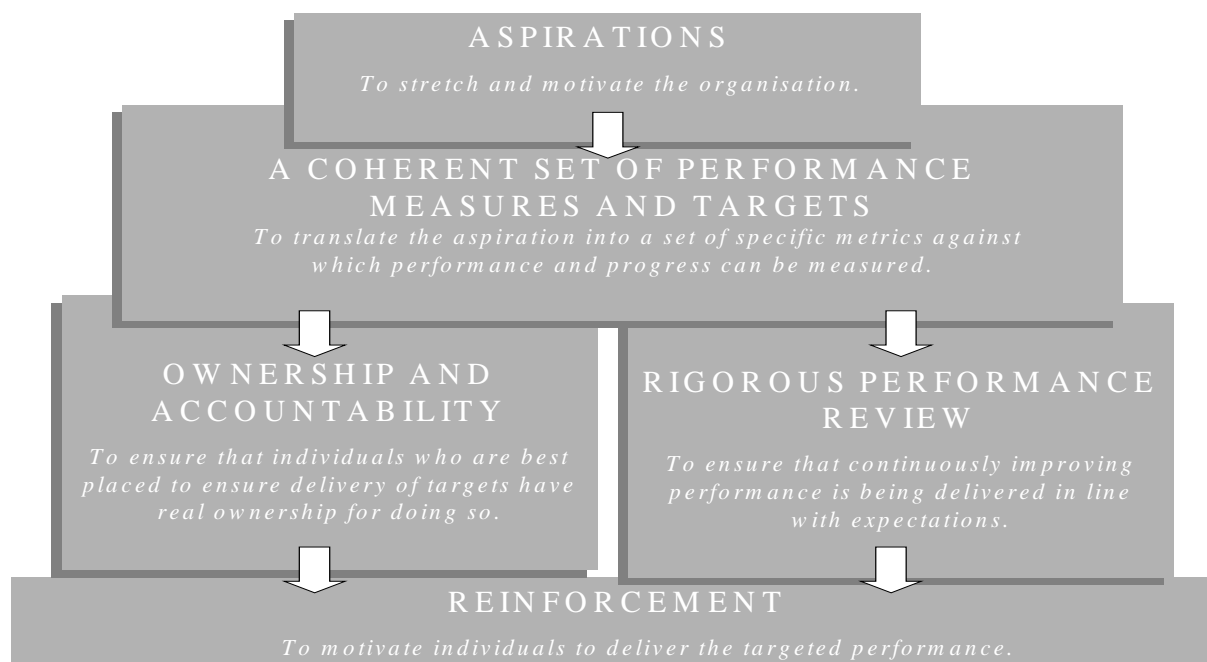 ASPIRATIONS
To stretch and motivate the organisation.
A COHERENT SET OF PERFORMANCE
MEASURES AND TARGETS
To translate the aspiration into a set of specific metrics against
which performance and progress can be measured.
OWNERSHIP AND
ACCOUNTABILITY
To ensure that individuals who are best
placed to ensure delivery of targets have
real ownership for doing so.
RIGOROUS PERFORMANCE
REVIEW
To ensure that continuously improving
performance is being delivered in line
with expectations.
REINFORCEMENT
To motivate individuals to deliver the targeted performance.